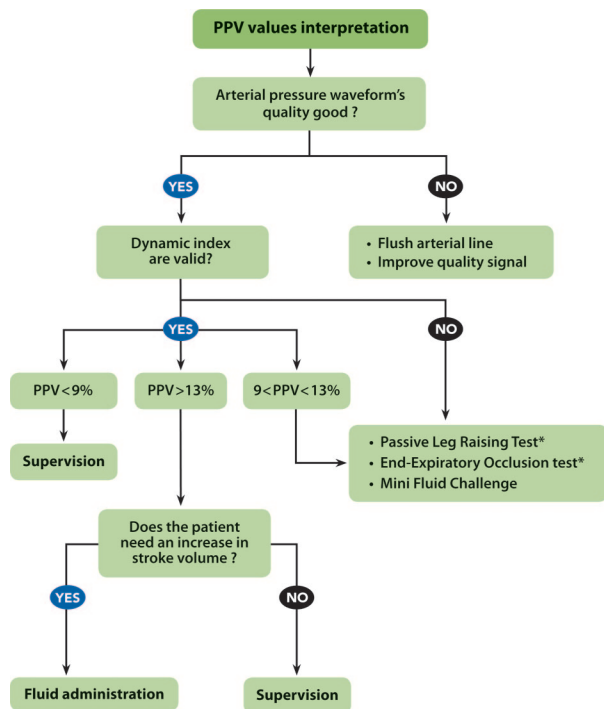 PPV values interpretation
Arterial pressure waveform's
quality good ?
YES
NO
Dynamic index
are valid?
• Flush arterial line
• Improve quality signal
YES
NO
PPV<9%
PPV>13%
9<PPV<13%
Supervision
• Passive Leg Raising Test*
• End-Expiratory Occlusion test*
• Mini Fluid Challenge
Does the patient
need an increase in
stroke volume ?
YES
NO
Fluid administration
Supervision